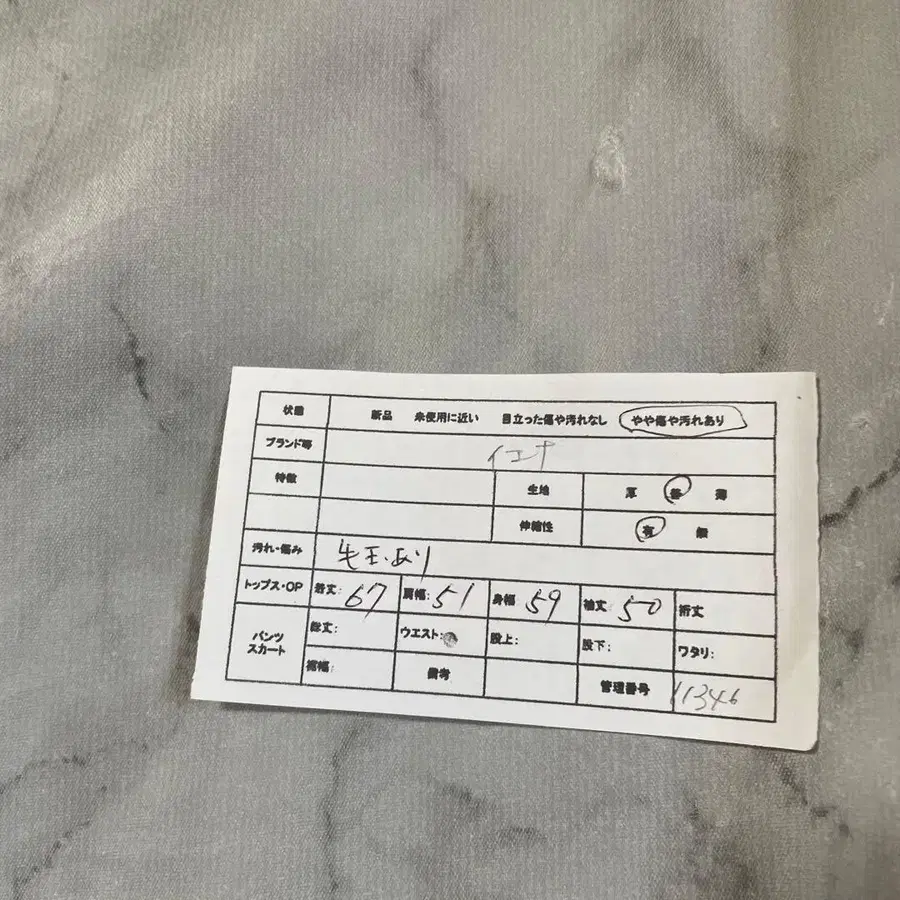 状態 新品 未使用に近い 目立った傷や汚れなし やや傷や汚れあり
ブランド等 イエナ
特徴 生地 厚 普 薄
伸縮性 有 無
汚れ・傷み 毛玉あり
トップス・OP 着丈: 67 肩幅: 51 身幅 59 袖丈: 50 裄丈
パンツ スカート 総丈: ウエスト: 股上: 股下: ワタリ:
裾幅: 備考 管理番号 11346